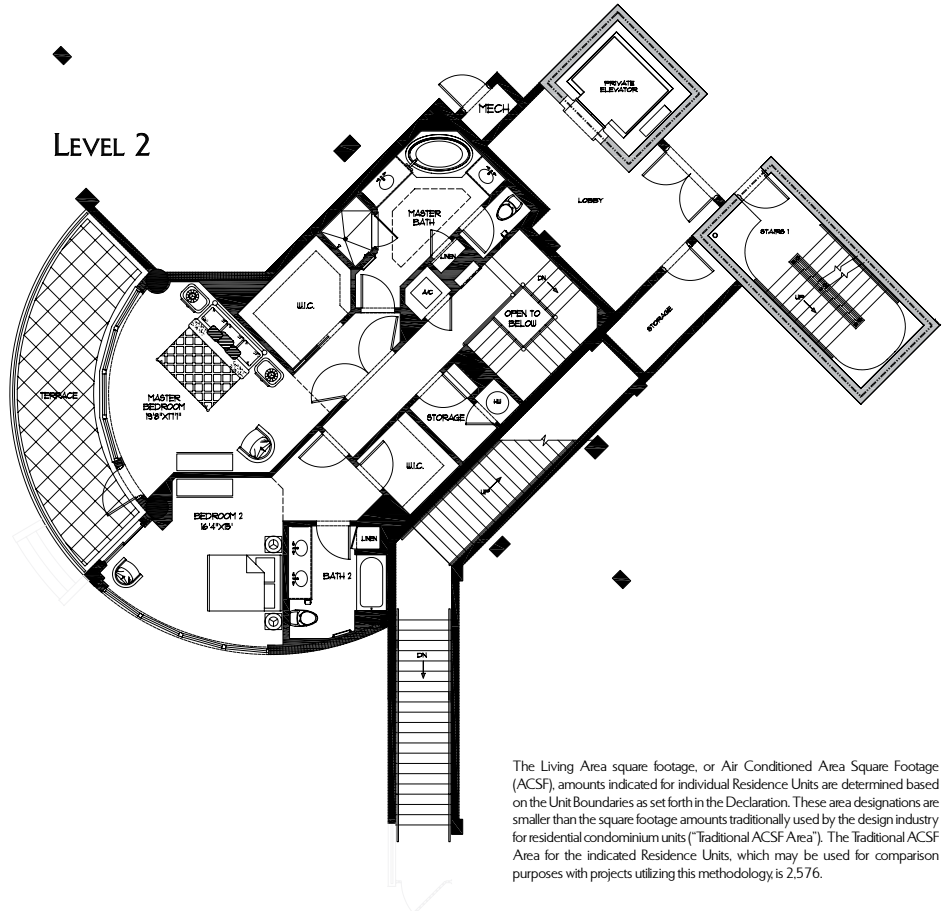 LEVEL 2
PRIVATE
ELEVATOR
MECH
LOBBY
STAIRS 1
MASTER
BATH
LINEN
A/C
W.I.C.
DN
OPEN TO
BELOW
UP
STORAGE
TERRACE
MASTER
BEDROOM
STORAGE
HW
W.I.C.
UP
BEDROOM 2
LINEN
BATH 2
DN
The Living Area square footage, or Air Conditioned Area Square Footage
(ACSF), amounts indicated for individual Residence Units are determined based
on the Unit Boundaries as set forth in the Declaration. These area designations are
smaller than the square footage amounts traditionally used by the design industry
for residential condominium units ("Traditional ACSF Area"). The Traditional ACSF
Area for the indicated Residence Units, which may be used for comparison
purposes with projects utilizing this methodology, is 2,576.